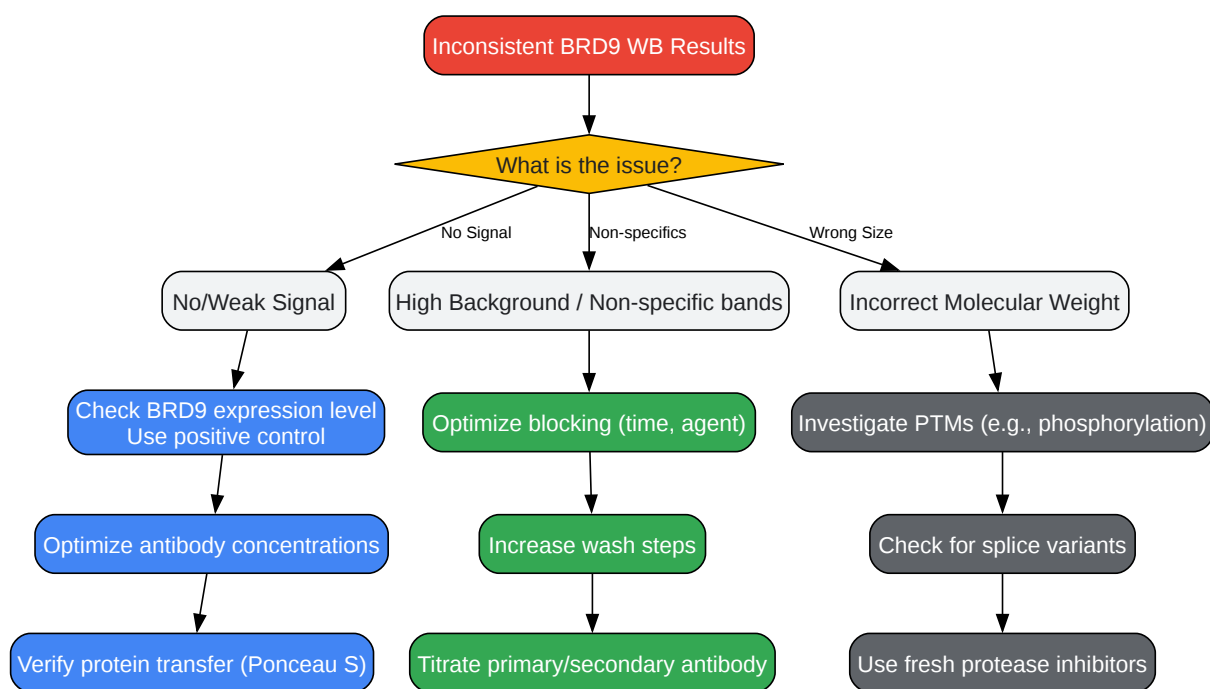 Inconsistent BRD9 WB Results
What is the issue?
No Signal
Non-specifics
Wrong Size
No/Weak Signal
High Background / Non-specific bands
Incorrect Molecular Weight
Check BRD9 expression level
Use positive control
Optimize blocking (time, agent)
Investigate PTMs (e.g., phosphorylation)
Optimize antibody concentrations
Increase wash steps
Check for splice variants
Verify protein transfer (Ponceau S)
Titrate primary/secondary antibody
Use fresh protease inhibitors